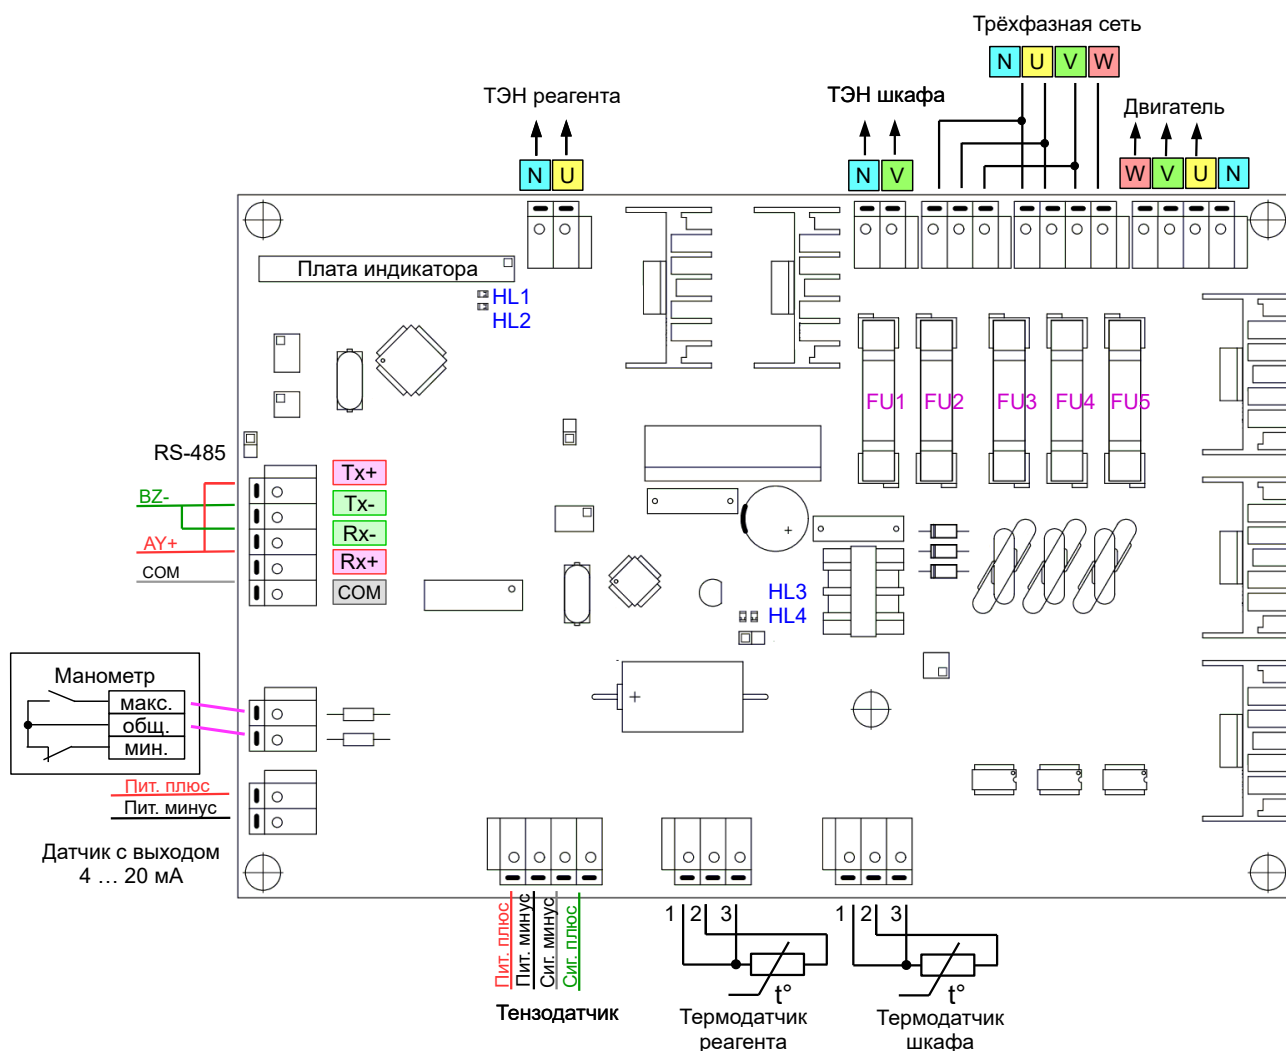 Трёхфазная сеть
N U V W
ТЭН реагента
ТЭН шкафа
Двигатель
N U
N V
W V U N
Плата индикатора
HL1
HL2
FU1 FU2 FU3 FU4 FU5
RS-485
Tx+
BZ-
Tx-
Rx-
AY+
Rx+
COM
COM
HL3
HL4
Манометр
макс.
общ.
мин.
Пит. плюс
Пит. минус
Датчик с выходом
4 … 20 мА
Пит. плюс
Пит. минус
Сиг. минус
Сиг. плюс
Тензодатчик
1 2 3
t°
Термодатчик
реагента
1 2 3
t°
Термодатчик
шкафа